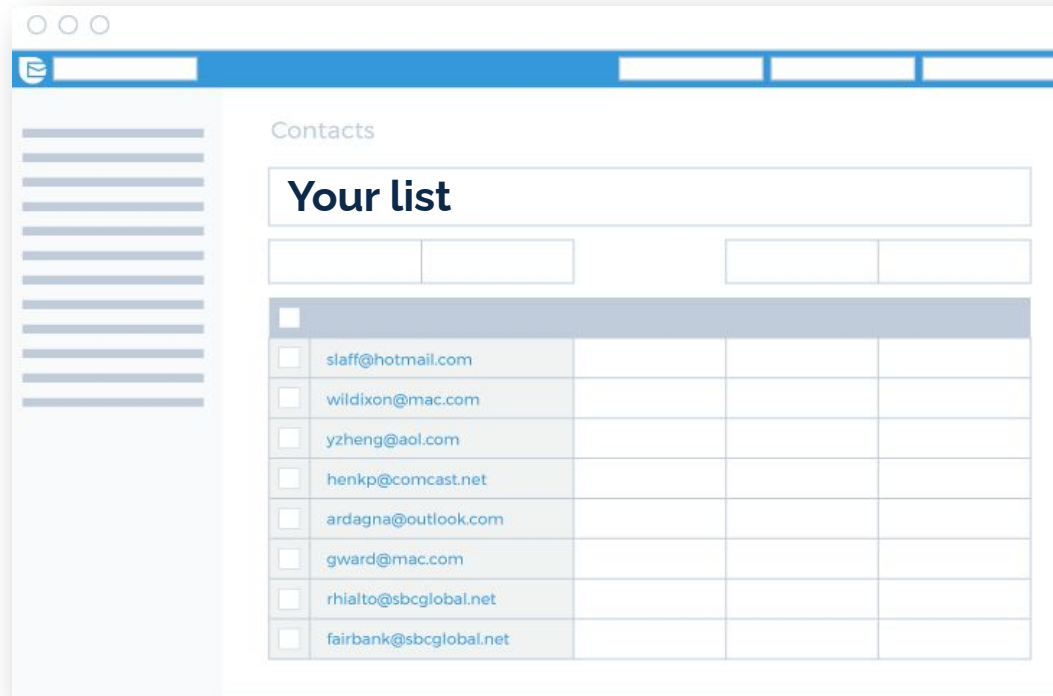 Contacts
Your list
slaff@hotmail.com
wildixon@mac.com
yzheng@aol.com
henkp@comcast.net
ardagna@outlook.com
gward@mac.com
rhialto@sbcglobal.net
fairbank@sbcglobal.net